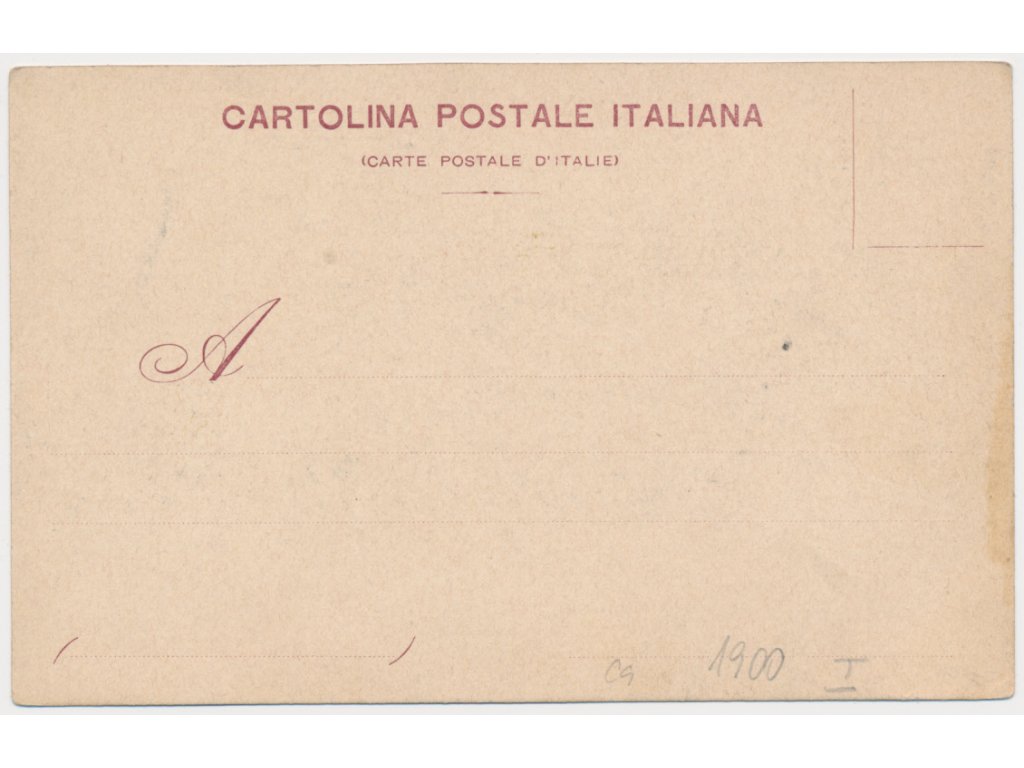 CARTOLINA POSTALE ITALIANA
(CARTE POSTALE D'ITALIE)
A
( )
ca 1900 I